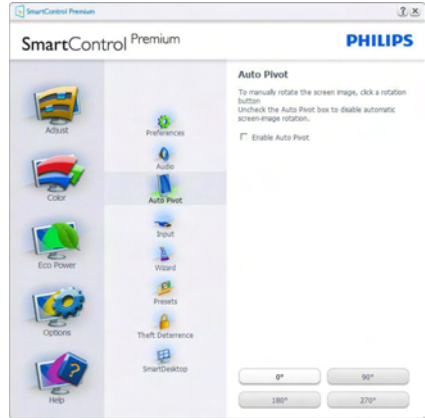 SmartControl Premium
SmartControl Premium
PHILIPS
Adjust
Color
Eco Power
Options
Help
Preferences
Audio
Auto Pivot
Input
Wizard
Presets
Theft Deterrence
SmartDesktop
Auto Pivot
To manually rotate the screen image, click a rotation
button
Uncheck the Auto Pivot box to disable automatic
screen-image rotation.
Enable Auto Pivot
0°
90°
180°
270°